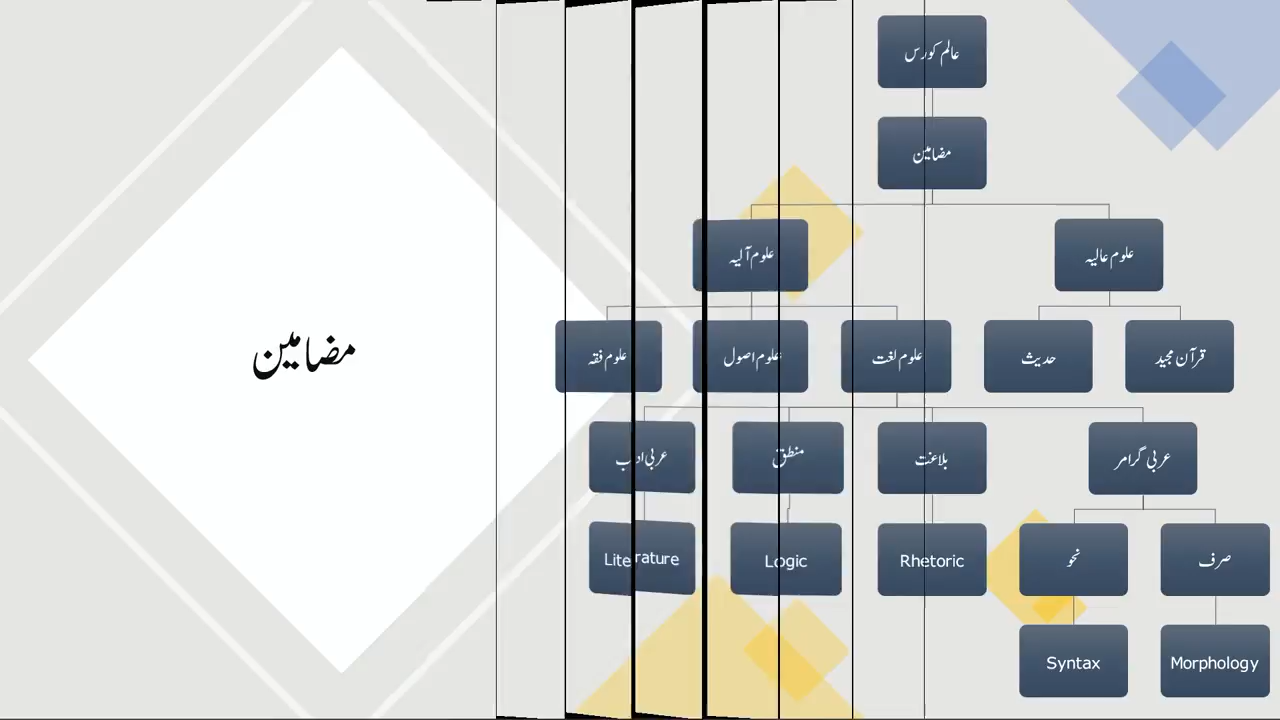 مضامین
عالم کورس
مضامین
علوم عالیہ
علوم آلیہ
قرآن مجید
حدیث
علوم لغت
علوم اصول
علوم فقہ
عربی گرامر
بلاغت
منطق
عربی ادب
صرف
نحو
Rhetoric
Logic
Literature
Morphology
Syntax